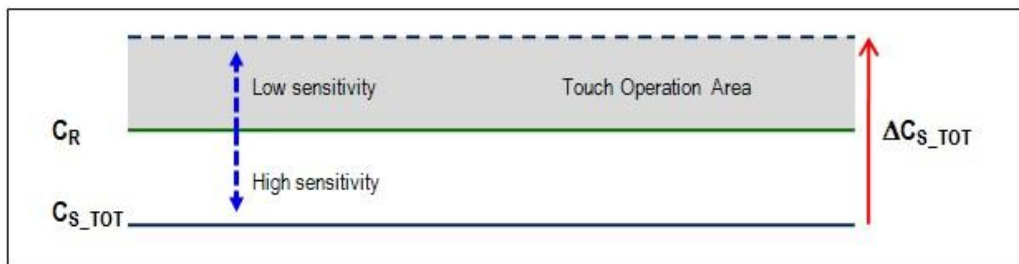 Low sensitivity Touch Operation Area
C_R ΔC_S_TOT
High sensitivity
C_S_TOT